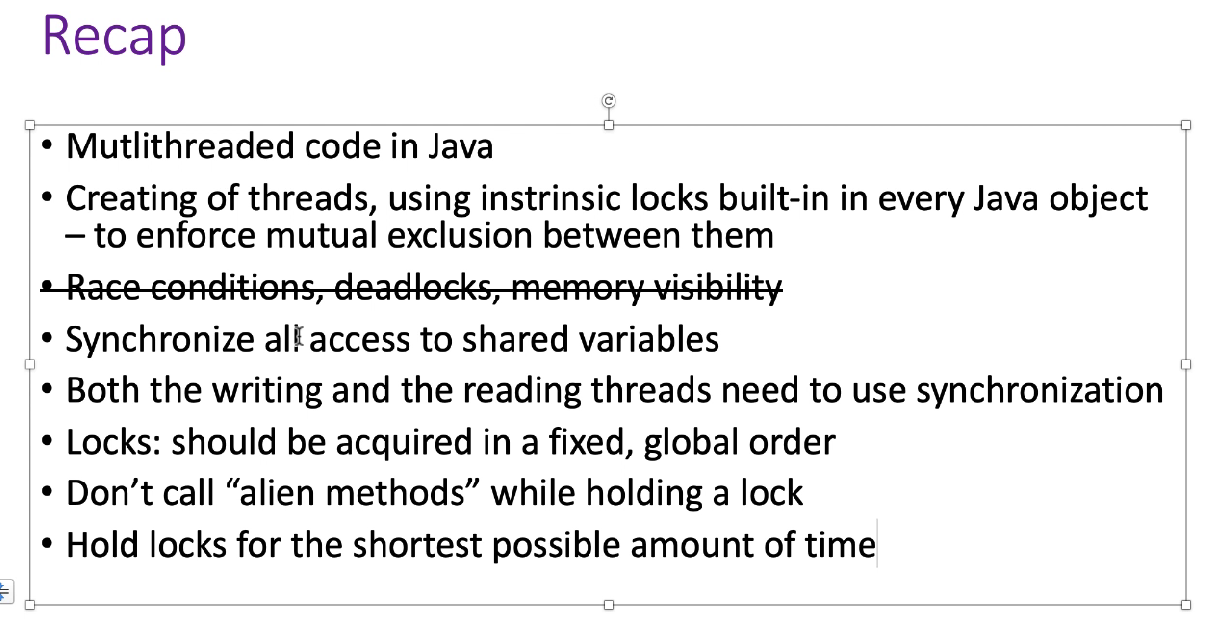 Recap
• Mutlithreaded code in Java
• Creating of threads, using instrinsic locks built-in in every Java object
– to enforce mutual exclusion between them
• Race conditions, deadlocks, memory visibility
• Synchronize all access to shared variables
• Both the writing and the reading threads need to use synchronization
• Locks: should be acquired in a fixed, global order
• Don’t call “alien methods” while holding a lock
• Hold locks for the shortest possible amount of time